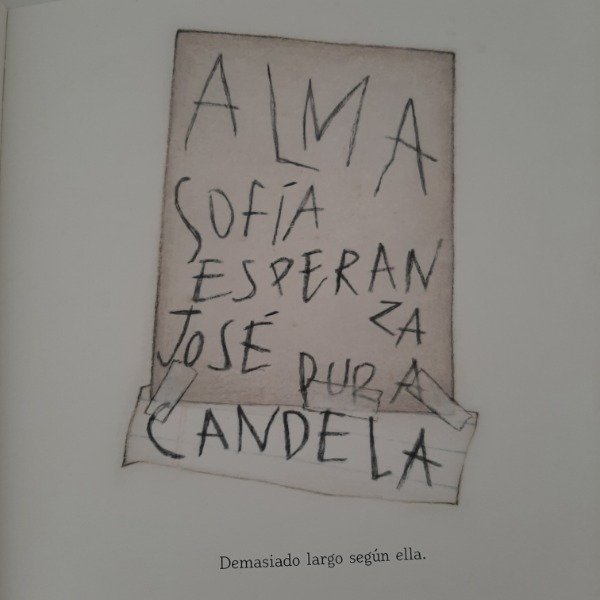 ALMA
SOFÍA
ESPERAN
ZA
JOSÉ
PURA
CANDELA
Demasiado largo según ella.